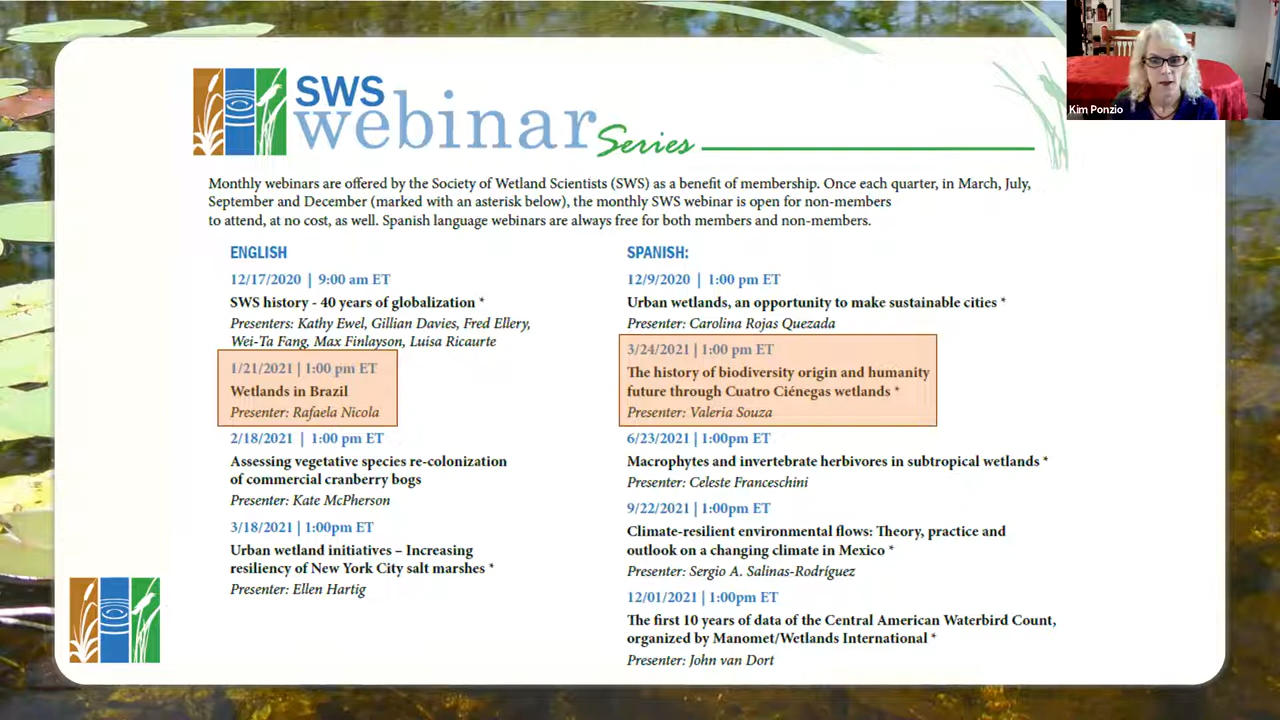 SWS
webinar Series
Kim Ponzio
Monthly webinars are offered by the Society of Wetland Scientists (SWS) as a benefit of membership. Once each quarter, in March, July,
September and December (marked with an asterisk below), the monthly SWS webinar is open for non-members
to attend, at no cost, as well. Spanish language webinars are always free for both members and non-members.
ENGLISH
12/17/2020 | 9:00 am ET
SWS history - 40 years of globalization *
Presenters: Kathy Ewel, Gillian Davies, Fred Ellery,
Wei-Ta Fang, Max Finlayson, Luisa Ricaurte
1/21/2021 | 1:00 pm ET
Wetlands in Brazil
Presenter: Rafaela Nicola
2/18/2021 | 1:00 pm ET
Assessing vegetative species re-colonization
of commercial cranberry bogs
Presenter: Kate McPherson
3/18/2021 | 1:00pm ET
Urban wetland initiatives – Increasing
resiliency of New York City salt marshes *
Presenter: Ellen Hartig
SPANISH:
12/9/2020 | 1:00 pm ET
Urban wetlands, an opportunity to make sustainable cities *
Presenter: Carolina Rojas Quezada
3/24/2021 | 1:00 pm ET
The history of biodiversity origin and humanity
future through Cuatro Ciénegas wetlands *
Presenter: Valeria Souza
6/23/2021 | 1:00pm ET
Macrophytes and invertebrate herbivores in subtropical wetlands *
Presenter: Celeste Franceschini
9/22/2021 | 1:00pm ET
Climate-resilient environmental flows: Theory, practice and
outlook on a changing climate in Mexico *
Presenter: Sergio A. Salinas-Rodríguez
12/01/2021 | 1:00pm ET
The first 10 years of data of the Central American Waterbird Count,
organized by Manomet/Wetlands International *
Presenter: John van Dort